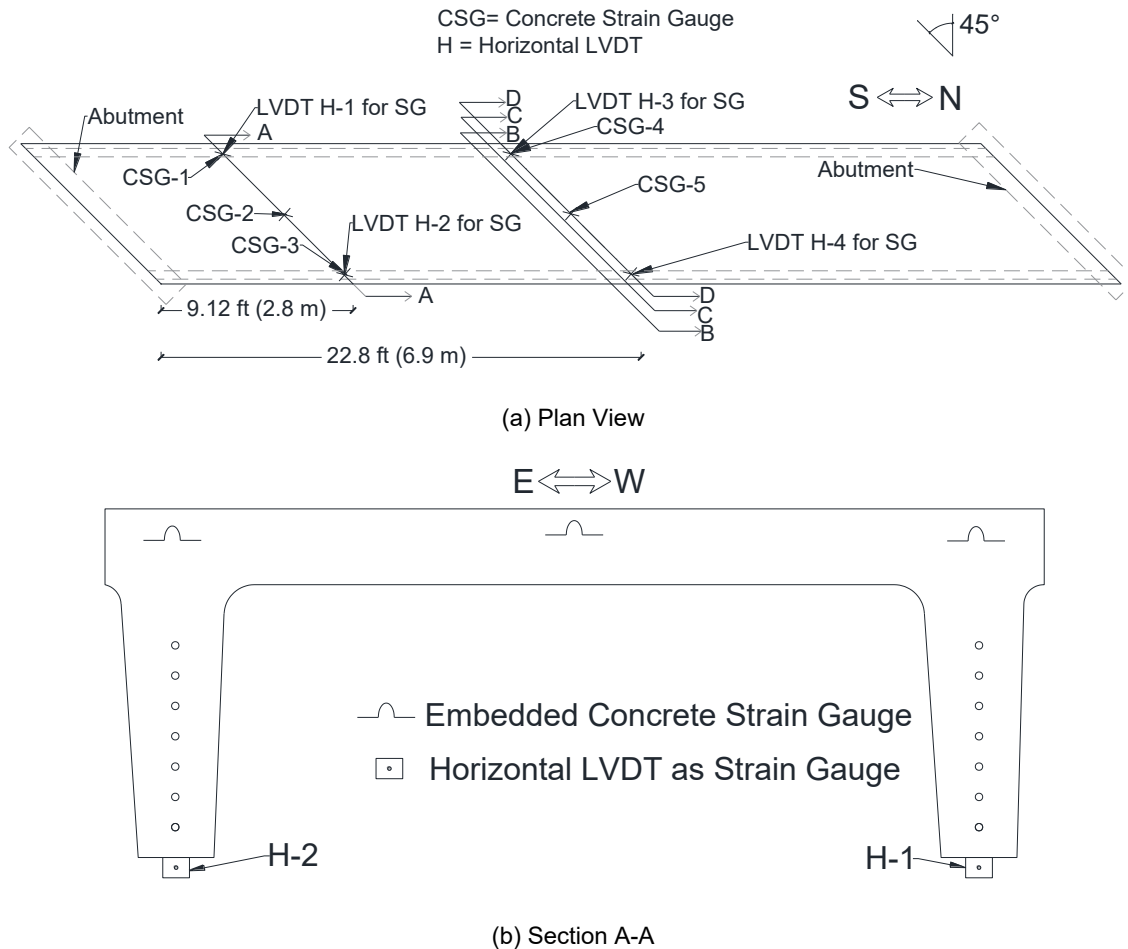 CSG= Concrete Strain Gauge
H = Horizontal LVDT
45°
S N
Abutment
LVDT H-1 for SG
A
D
C
B
LVDT H-3 for SG
CSG-4
CSG-1
CSG-5
Abutment
CSG-2
LVDT H-2 for SG
CSG-3
LVDT H-4 for SG
A
D
C
B
9.12 ft (2.8 m)
22.8 ft (6.9 m)
(a) Plan View
E W
Embedded Concrete Strain Gauge
Horizontal LVDT as Strain Gauge
H-2
H-1
(b) Section A-A